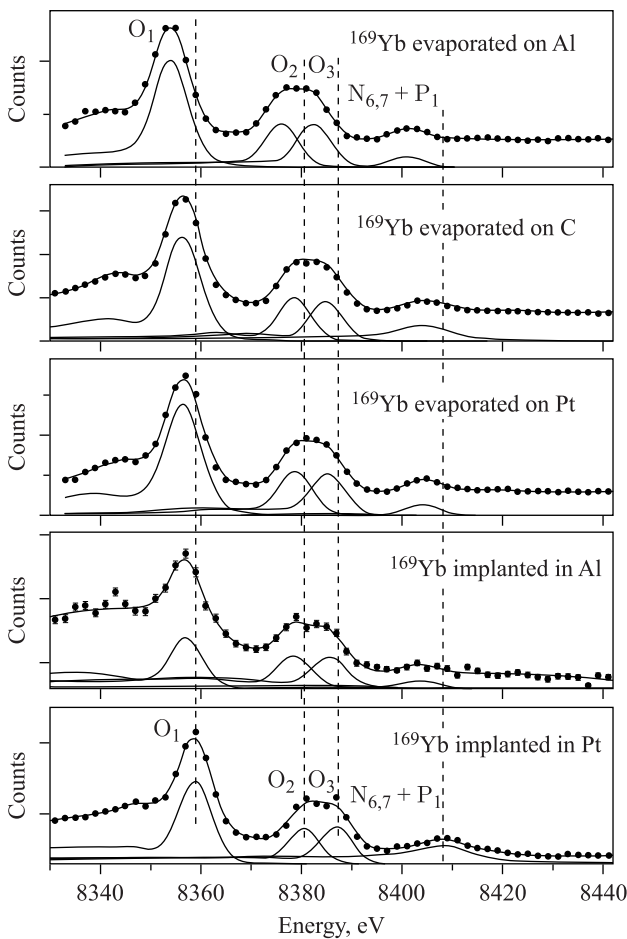 Counts
O₁
O₂ O₃
¹⁶⁹Yb evaporated on Al
N₆,₇ + P₁
Counts
¹⁶⁹Yb evaporated on C
Counts
¹⁶⁹Yb evaporated on Pt
Counts
¹⁶⁹Yb implanted in Al
Counts
O₁
O₂ O₃
¹⁶⁹Yb implanted in Pt
N₆,₇ + P₁
8340 8360 8380 8400 8420 8440
Energy, eV